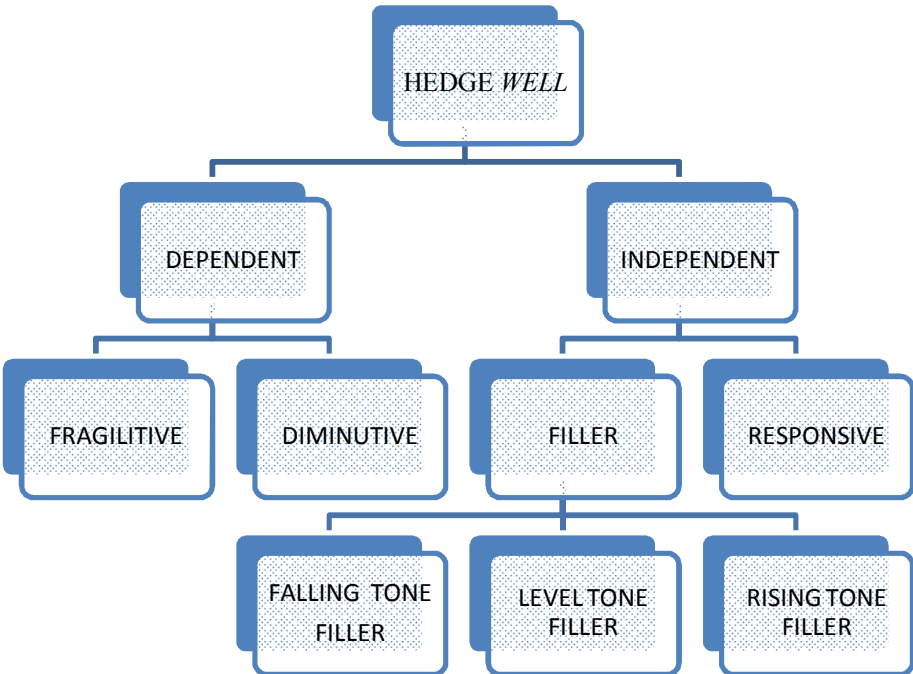 HEDGE WELL
DEPENDENT
INDEPENDENT
FRAGILITIVE
DIMINUTIVE
FILLER
RESPONSIVE
FALLING TONE
FILLER
LEVEL TONE
FILLER
RISING TONE
FILLER